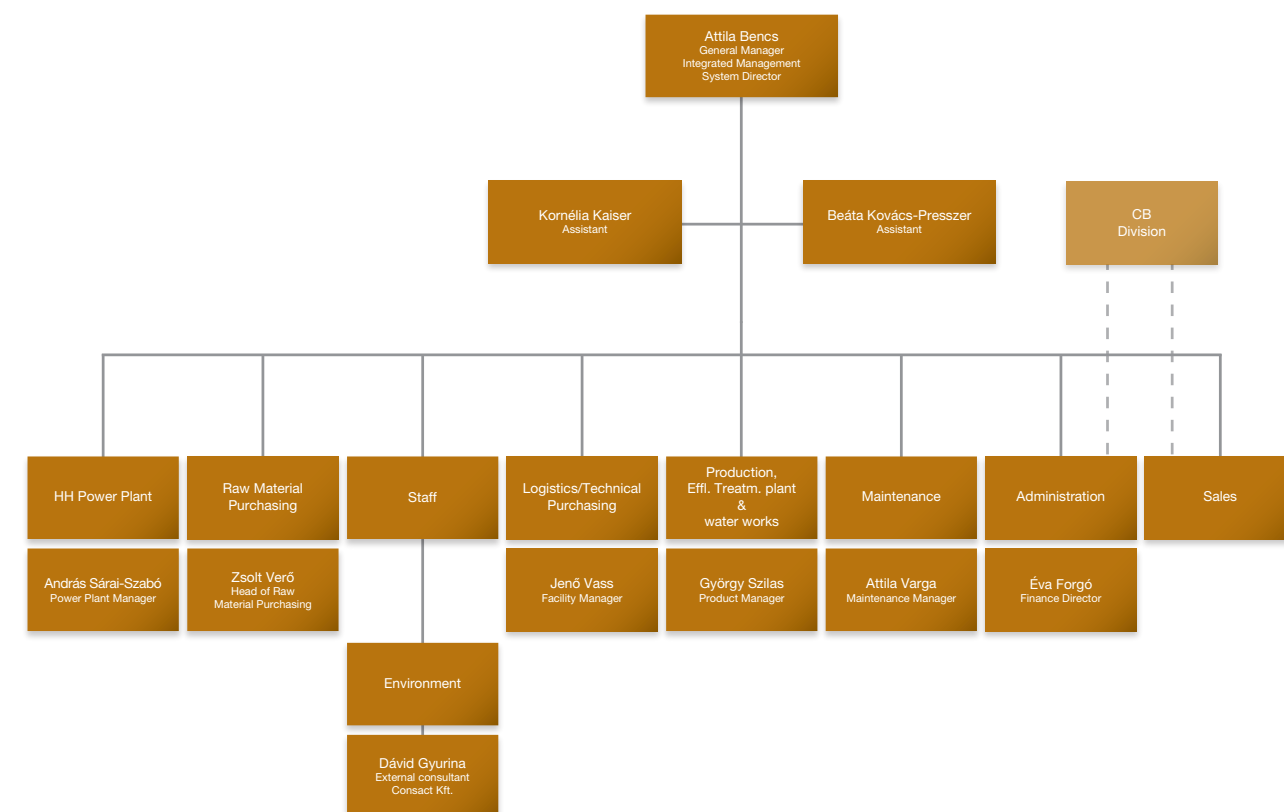 Attila Bencs
General Manager
Integrated Management
System Director
Kornélia Kaiser
Assistant
Beáta Kovács-Presszer
Assistant
CB
Division
HH Power Plant
Raw Material
Purchasing
Staff
Logistics/Technical
Purchasing
Production,
Effl. Treatm. plant
&
water works
Maintenance
Administration
Sales
András Sárai-Szabó
Power Plant Manager
Zsolt Verő
Head of Raw
Material Purchasing
Jenő Vass
Facility Manager
György Szilas
Product Manager
Attila Varga
Maintenance Manager
Éva Forgó
Finance Director
Environment
Dávid Gyurina
External consultant
Consact Kft.